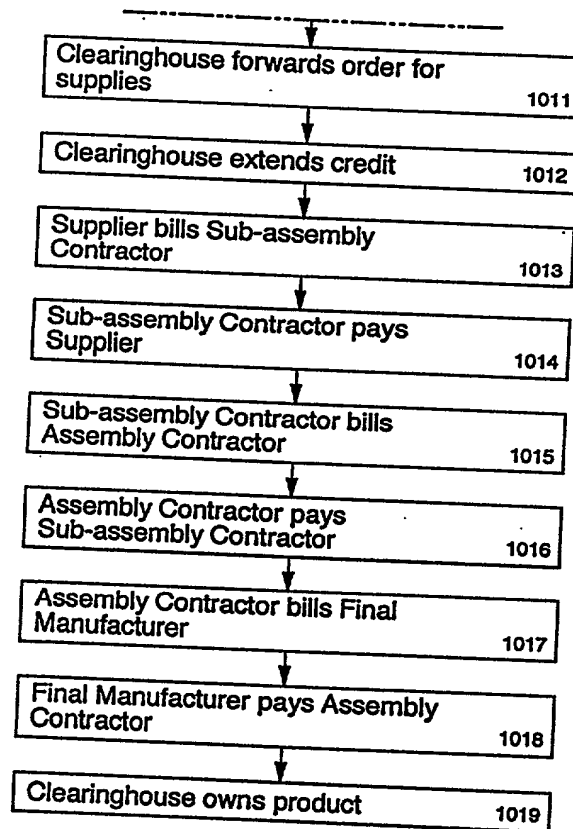 Clearinghouse forwards order for
supplies
1011
Clearinghouse extends credit
1012
Supplier bills Sub-assembly
Contractor
1013
Sub-assembly Contractor pays
Supplier
1014
Sub-assembly Contractor bills
Assembly Contractor
1015
Assembly Contractor pays
Sub-assembly Contractor
1016
Assembly Contractor bills Final
Manufacturer
1017
Final Manufacturer pays Assembly
Contractor
1018
Clearinghouse owns product
1019